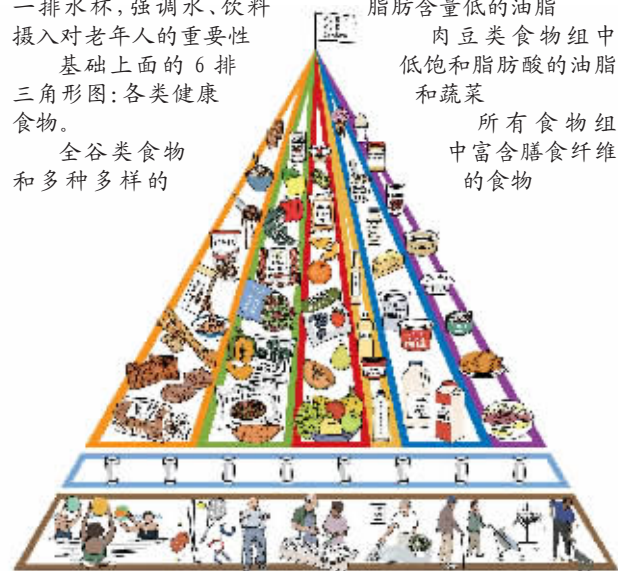 一排水杯,强调水、饮料
摄入对老年人的重要性
基础上面的 6 排
三角形图:各类健康
食物。
全谷类食物
和多种多样的
脂肪含量低的油脂
肉豆类食物组中
低饱和脂肪酸的油脂
和蔬菜
所有食物组
中富含膳食纤维
的食物